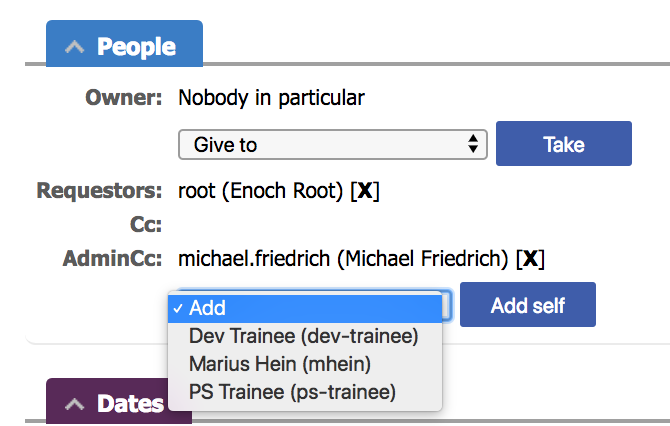 People
Owner: Nobody in particular
Give to Take
Requestors: root (Enoch Root) [X]
Cc:
AdminCc: michael.friedrich (Michael Friedrich) [X]
✓ Add Add self
Dev Trainee (dev-trainee)
Marius Hein (mhein)
PS Trainee (ps-trainee)
Dates